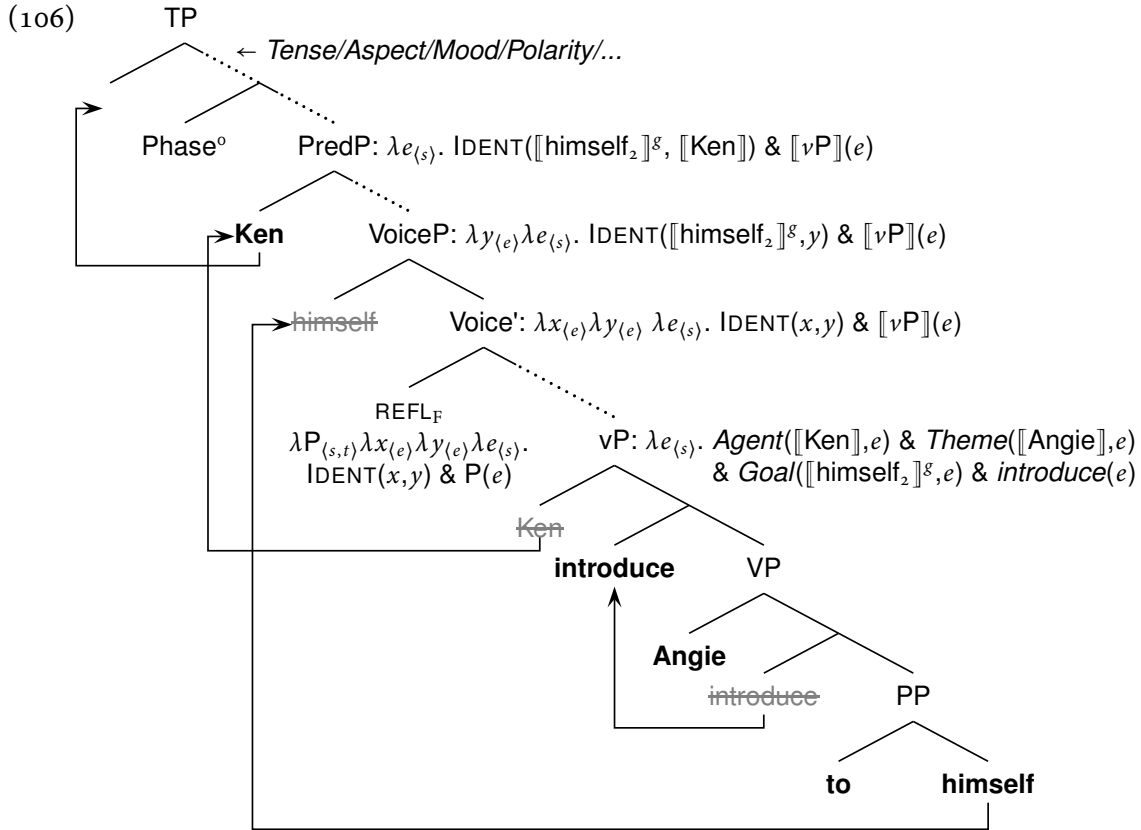 (106) TP
← Tense/Aspect/Mood/Polarity/...
Phase⁰ PredP: λe⟨s⟩. IDENT(⟦himself₂⟧ᵍ, ⟦Ken⟧) & ⟦vP⟧(e)
Ken VoiceP: λy⟨e⟩λe⟨s⟩. IDENT(⟦himself₂⟧ᵍ,y) & ⟦vP⟧(e)
himself Voice': λx⟨e⟩λy⟨e⟩ λe⟨s⟩. IDENT(x,y) & ⟦vP⟧(e)
REFL_F
λP⟨s,t⟩λx⟨e⟩λy⟨e⟩λe⟨s⟩. vP: λe⟨s⟩. Agent(⟦Ken⟧,e) & Theme(⟦Angie⟧,e)
IDENT(x,y) & P(e) & Goal(⟦himself₂⟧ᵍ,e) & introduce(e)
Ken
introduce VP
Angie
introduce PP
to himself